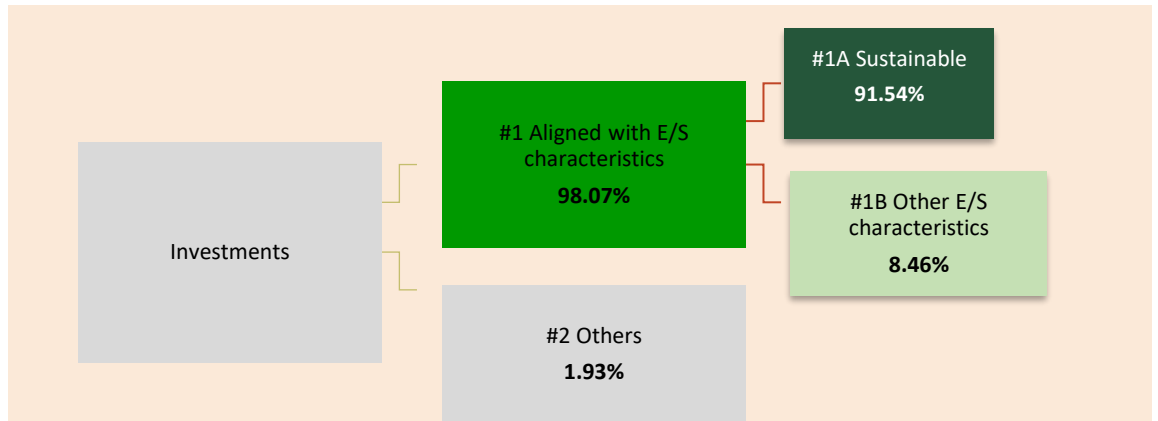 #1A Sustainable
91.54%
#1 Aligned with E/S
characteristics
98.07%
#1B Other E/S
characteristics
8.46%
Investments
#2 Others
1.93%